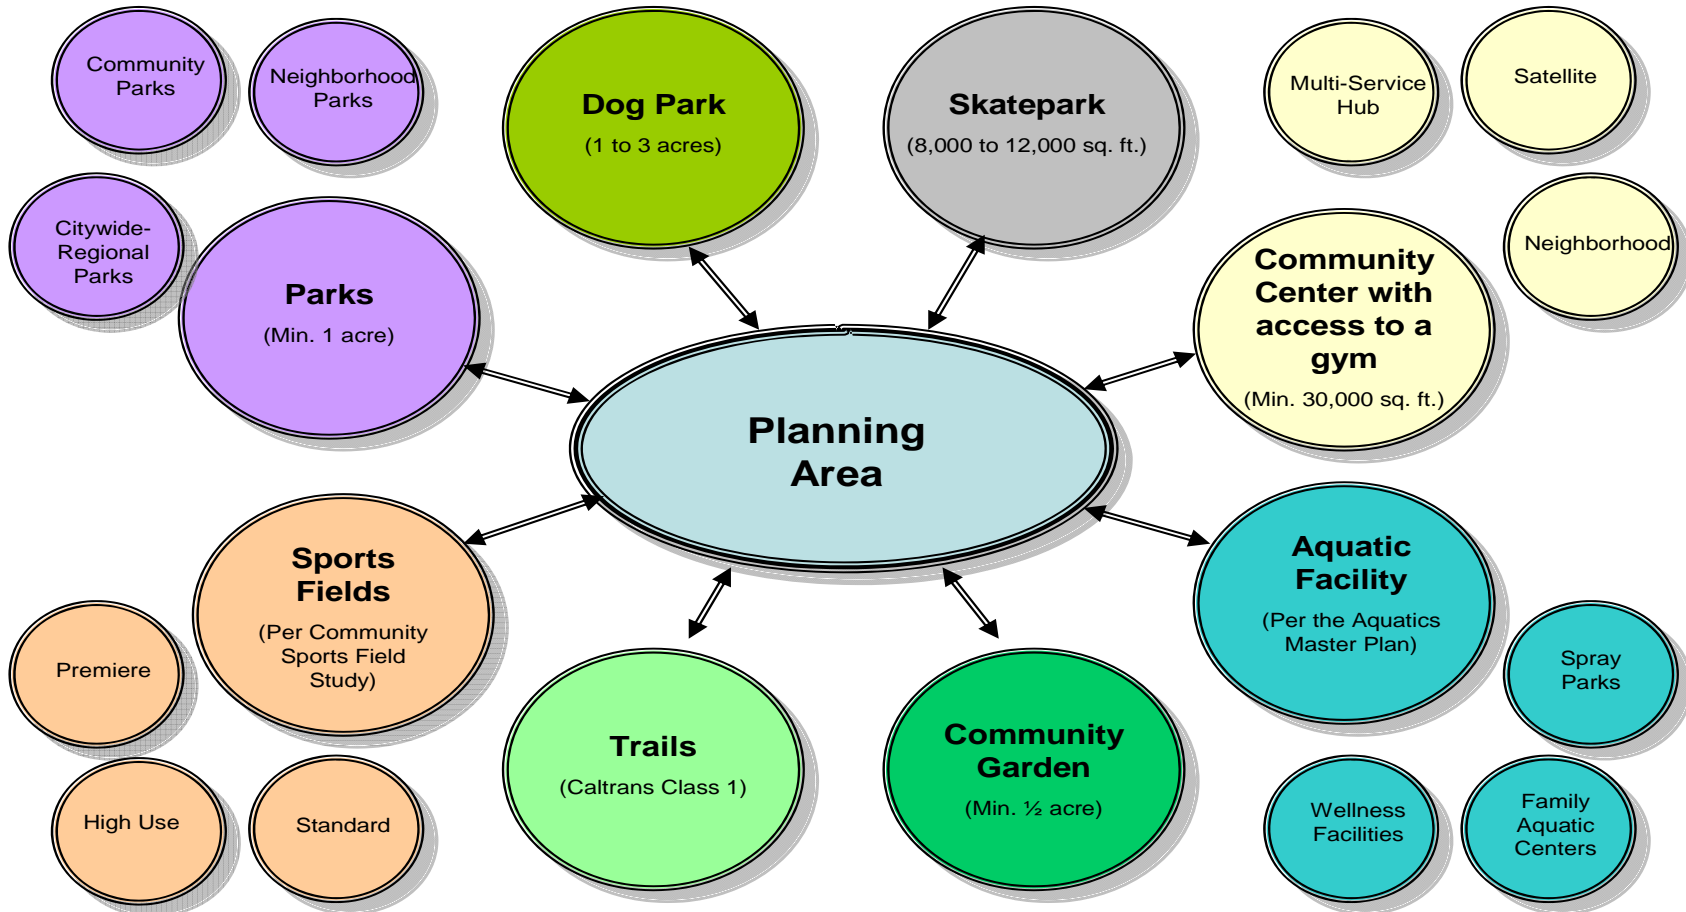 Community
Parks
Neighborhood
Parks
Citywide-
Regional
Parks
Parks
(Min. 1 acre)
Dog Park
(1 to 3 acres)
Skatepark
(8,000 to 12,000 sq. ft.)
Multi-Service
Hub
Satellite
Neighborhood
Community
Center with
access to a
gym
(Min. 30,000 sq. ft.)
Planning
Area
Sports
Fields
(Per Community
Sports Field
Study)
Premiere
High Use
Standard
Trails
(Caltrans Class 1)
Community
Garden
(Min. ½ acre)
Aquatic
Facility
(Per the Aquatics
Master Plan)
Spray
Parks
Wellness
Facilities
Family
Aquatic
Centers